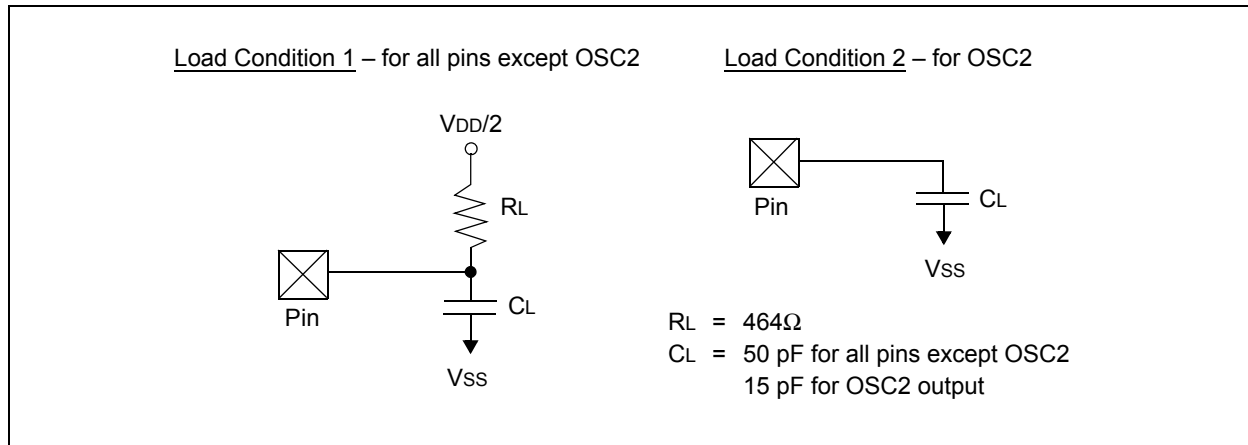 Load Condition 1 – for all pins except OSC2
VDD/2
RL
Pin
CL
VSS
Load Condition 2 – for OSC2
Pin
CL
VSS
RL = 464Ω
CL = 50 pF for all pins except OSC2
15 pF for OSC2 output